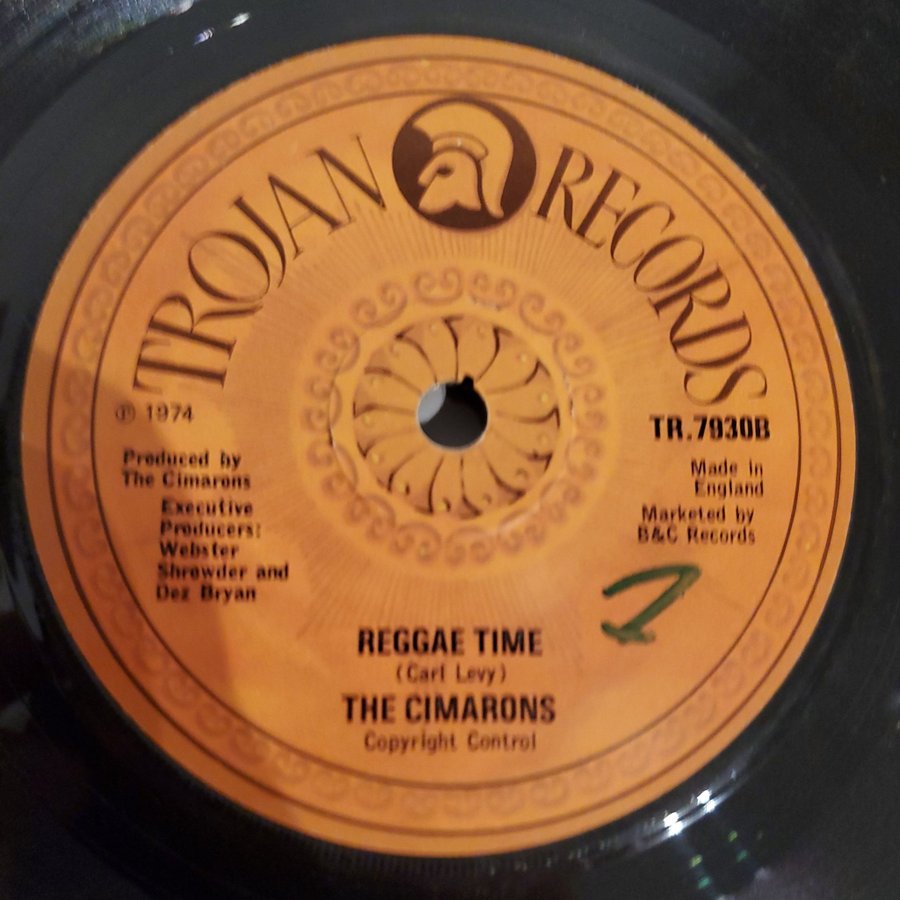 TROJAN RECORDS
℗ 1974
Produced by
The Cimarons
Executive
Producers:
Webster
Shrowder and
Dez Bryan
TR.7930B
Made in
England
Marketed by
B&C Records
1
REGGAE TIME
(Carl Levy)
THE CIMARONS
Copyright Control